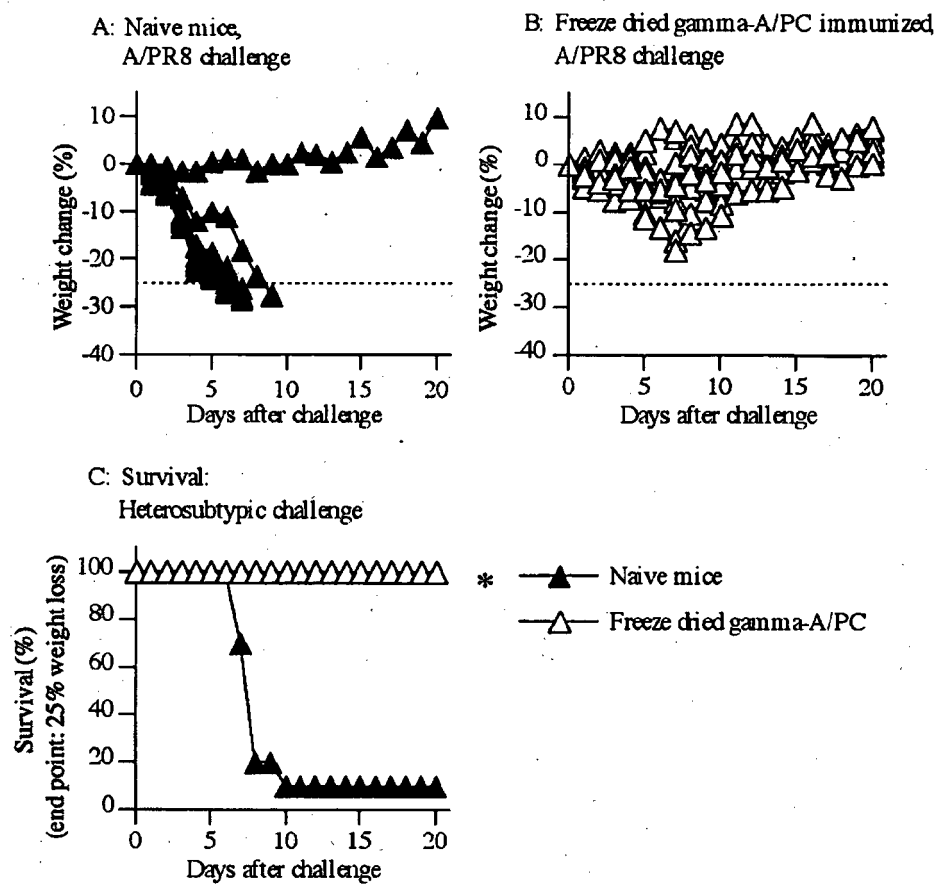 A: Naive mice,
A/PR8 challenge
10
0
-10
-20
-30
-40
Weight change (%)
0 5 10 15 20
Days after challenge
B: Freeze dried gamma-A/PC immunized,
A/PR8 challenge
10
0
-10
-20
-30
-40
Weight change (%)
0 5 10 15 20
Days after challenge
C: Survival:
Heterosubtypic challenge
100
80
60
40
20
0
Survival (%)
(end point: 25% weight loss)
0 5 10 15 20
Days after challenge
* Naive mice
Freeze dried gamma-A/PC